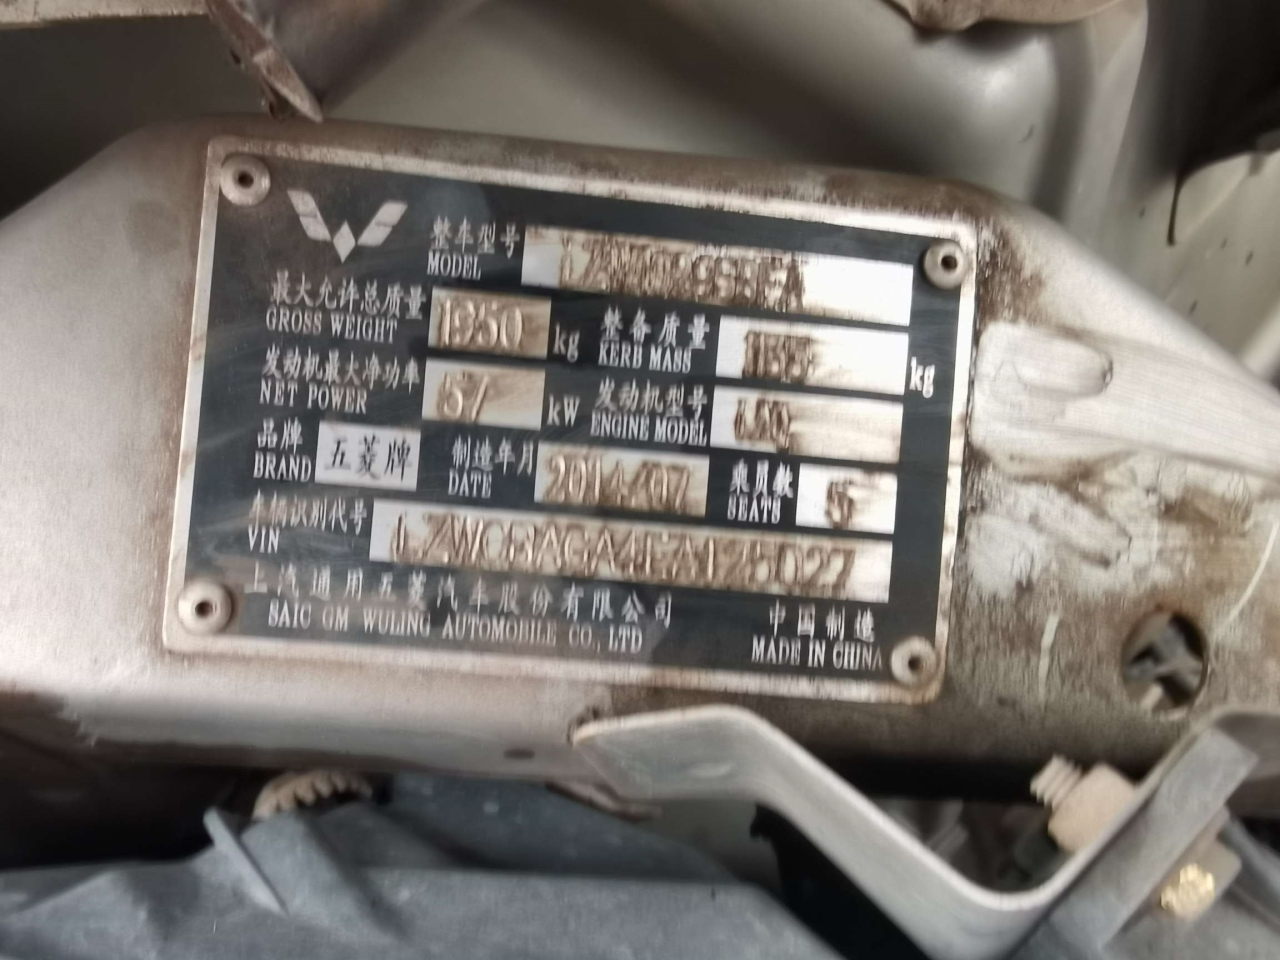 整车型号
MODEL
最大允许总质量 1950 kg 整备质量 kg
GROSS WEIGHT KERB MASS
发动机最大净功率 57 kW 发动机型号
NET POWER ENGINE MODEL
品牌 五菱牌 制造年月 2014/07 乘员数 5
BRAND DATE SEATS
车辆识别代号
VIN
上汽通用五菱汽车股份有限公司 中国制造
SAIC GM WULING AUTOMOBILE CO., LTD MADE IN CHINA